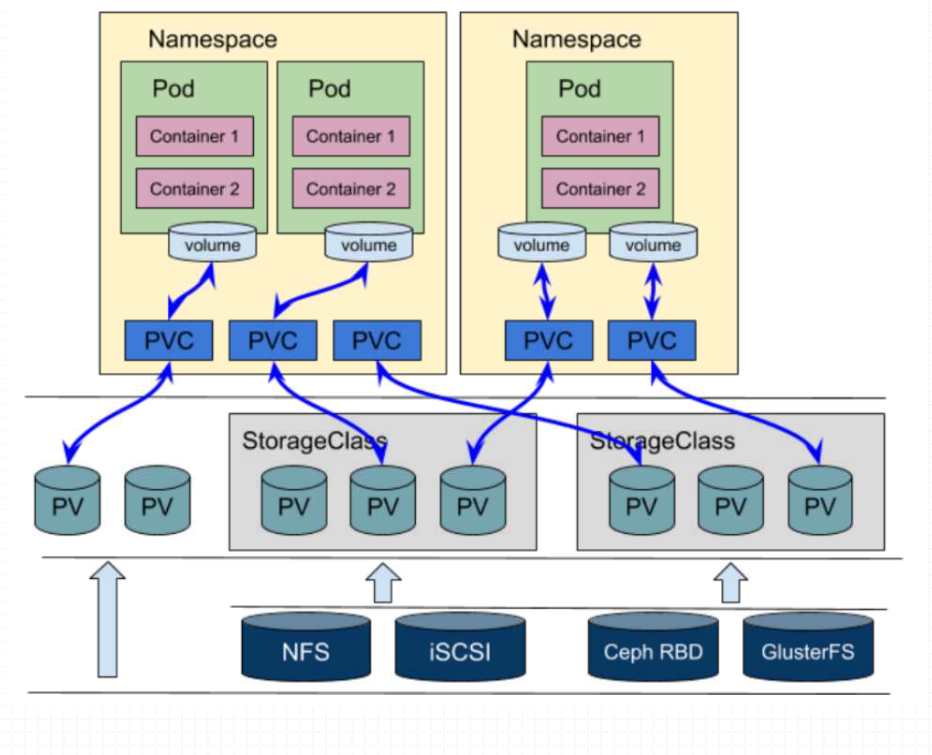 Namespace
Namespace
Pod
Pod
Pod
Container 1
Container 1
Container 1
Container 2
Container 2
Container 2
volume
volume
volume
volume
PVC
PVC
PVC
PVC
PVC
StorageClass
StorageClass
PV
PV
PV
PV
PV
PV
PV
PV
NFS
iSCSI
Ceph RBD
GlusterFS